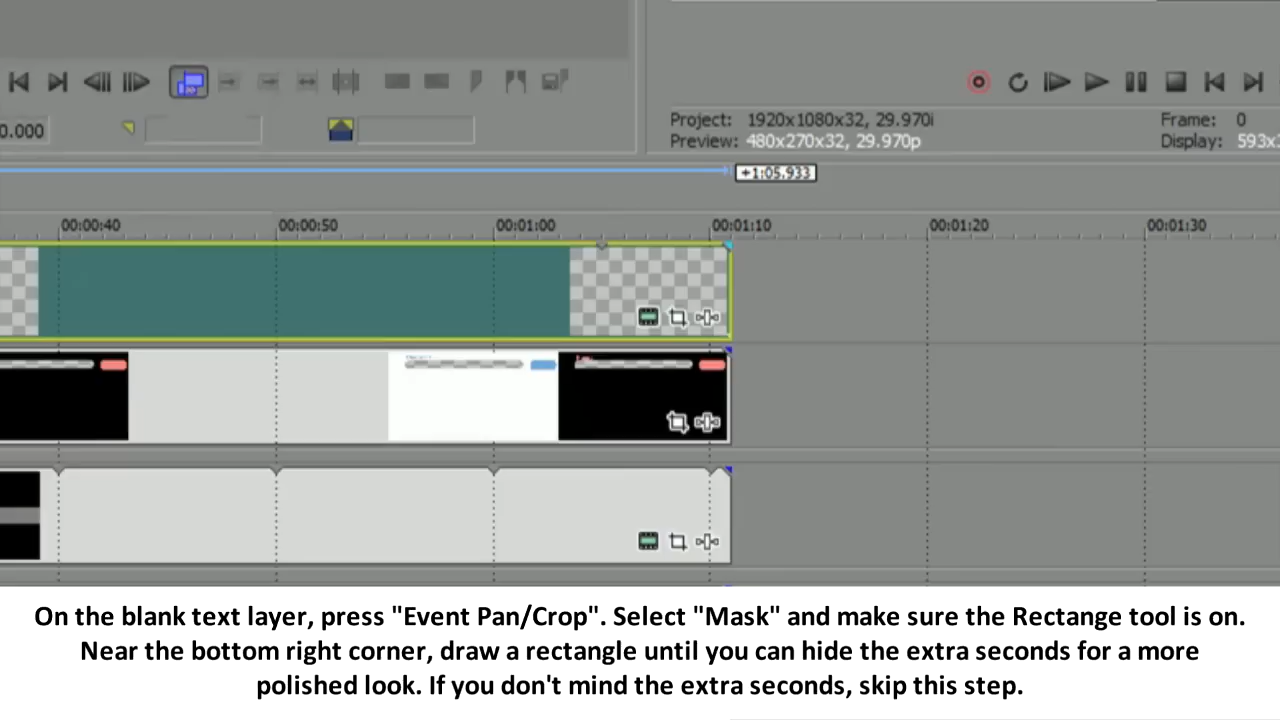 0.000
Project: 1920x1080x32, 29.970i
Frame: 0
Preview: 480x270x32, 29.970p
Display: 593x3
+1:05.933
00:00:40 00:00:50 00:01:00 00:01:10 00:01:20 00:01:30
On the blank text layer, press "Event Pan/Crop". Select "Mask" and make sure the Rectange tool is on.
Near the bottom right corner, draw a rectangle until you can hide the extra seconds for a more
polished look. If you don't mind the extra seconds, skip this step.